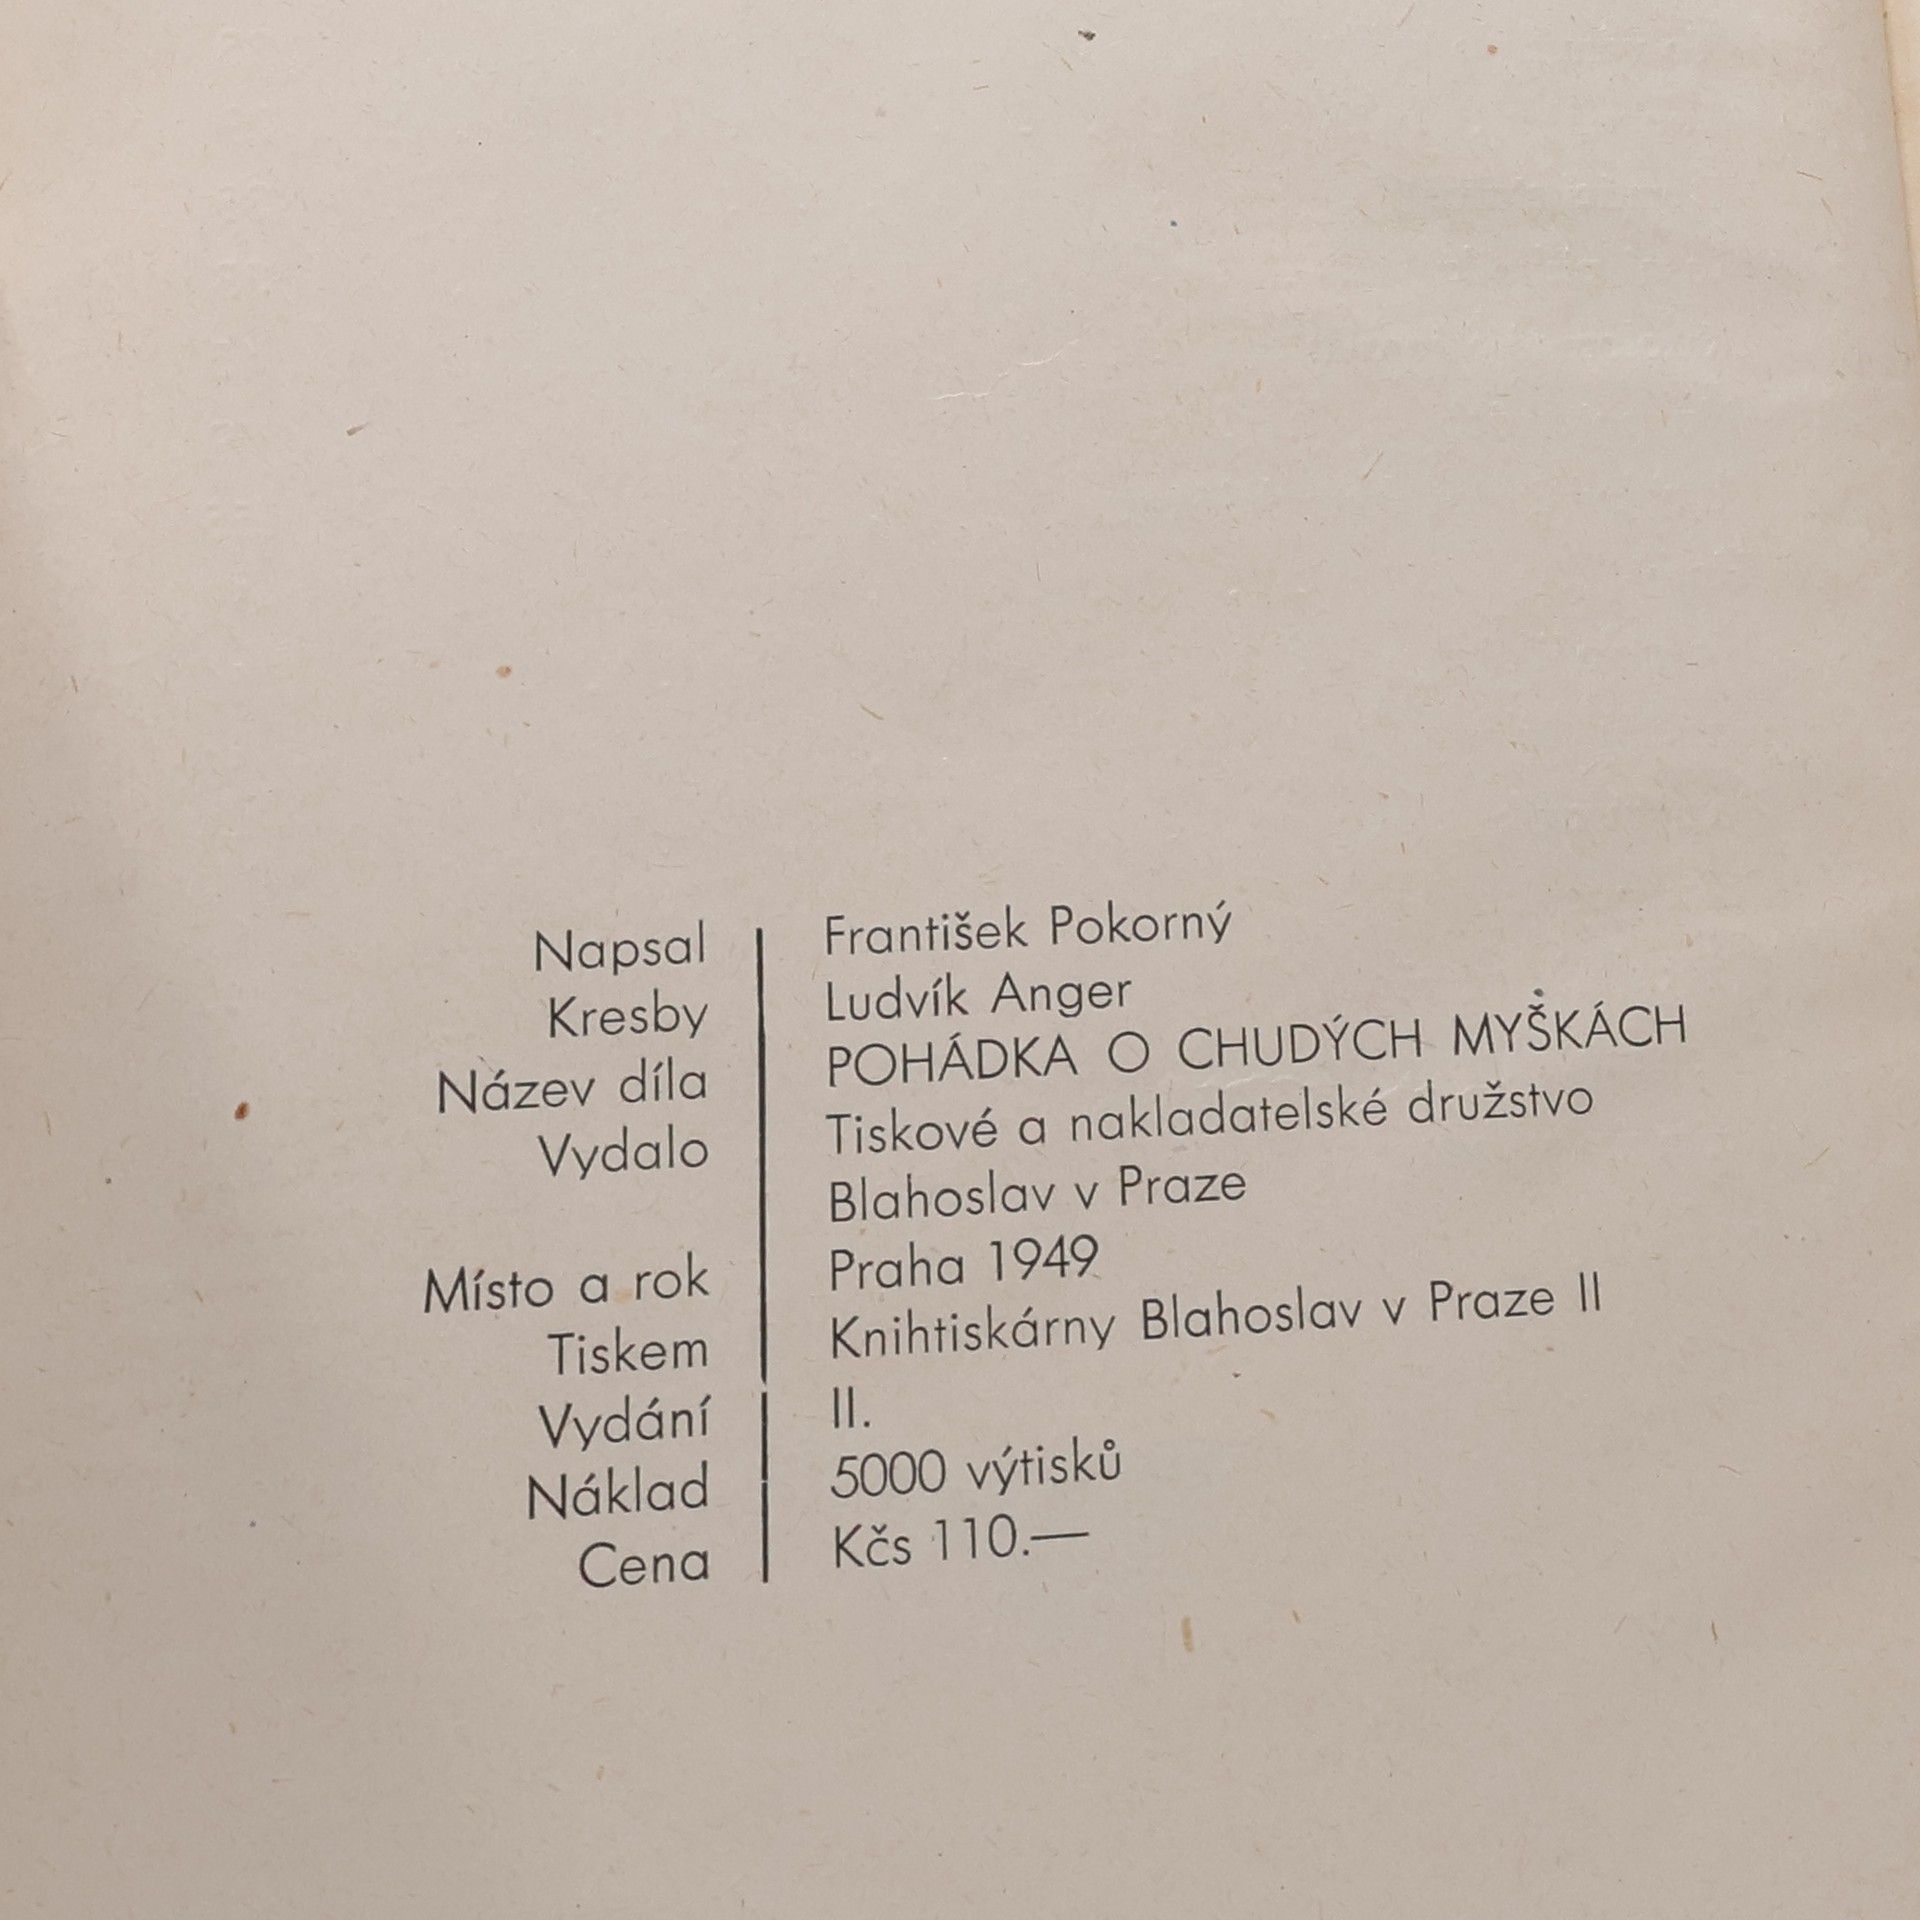 Napsal František Pokorný
Kresby Ludvík Anger
Název díla POHÁDKA O CHUDÝCH MYŠKÁCH
Vydalo Tiskové a nakladatelské družstvo
Blahoslav v Praze
Místo a rok Praha 1949
Tiskem Knihtiskárny Blahoslav v Praze II
Vydání II.
Náklad 5000 výtisků
Cena Kčs 110.—